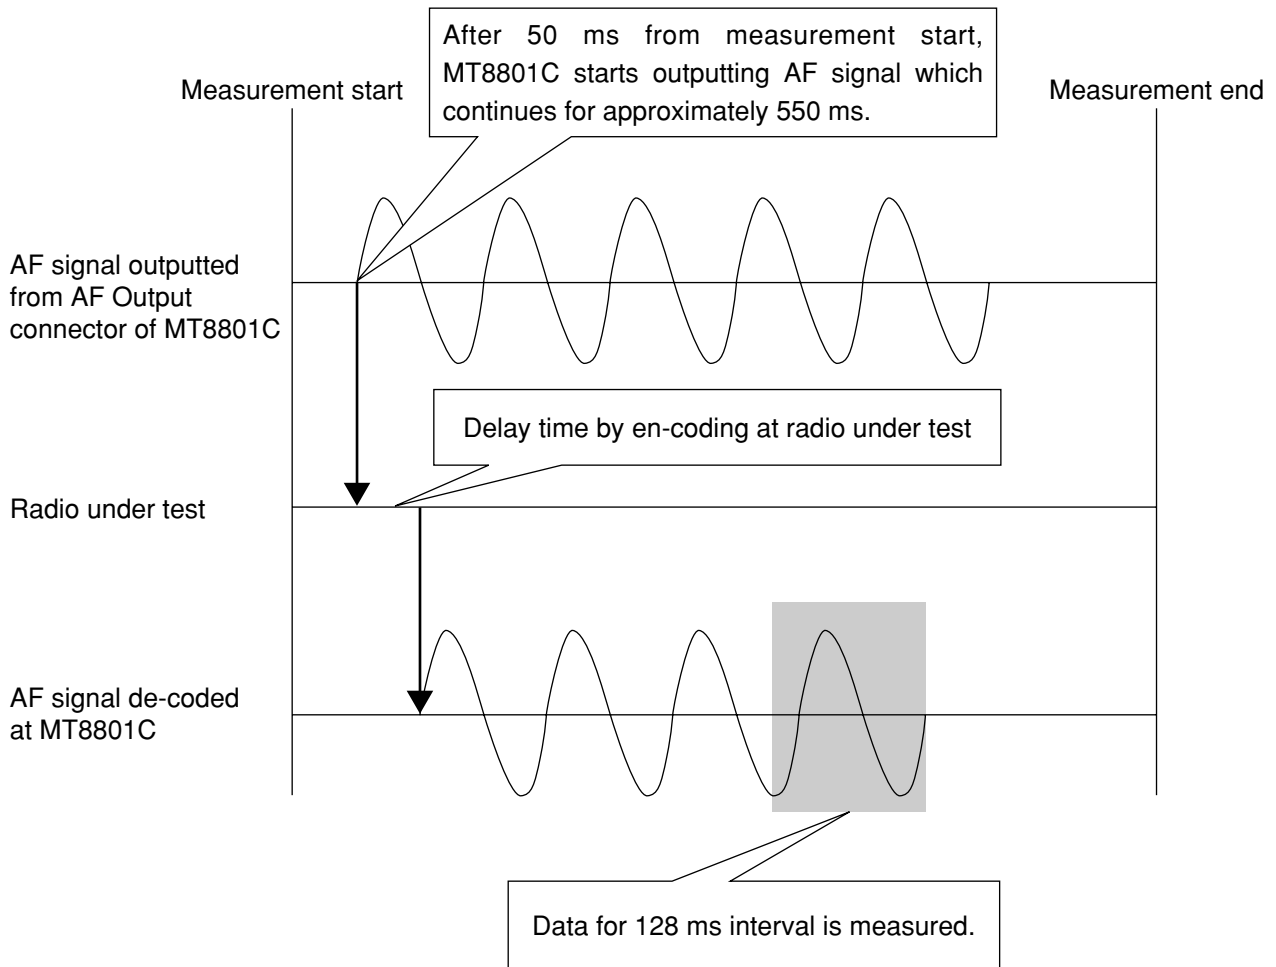 After 50 ms from measurement start,
MT8801C starts outputting AF signal which
continues for approximately 550 ms.
Measurement start
Measurement end
AF signal outputted
from AF Output
connector of MT8801C
Delay time by en-coding at radio under test
Radio under test
AF signal de-coded
at MT8801C
Data for 128 ms interval is measured.